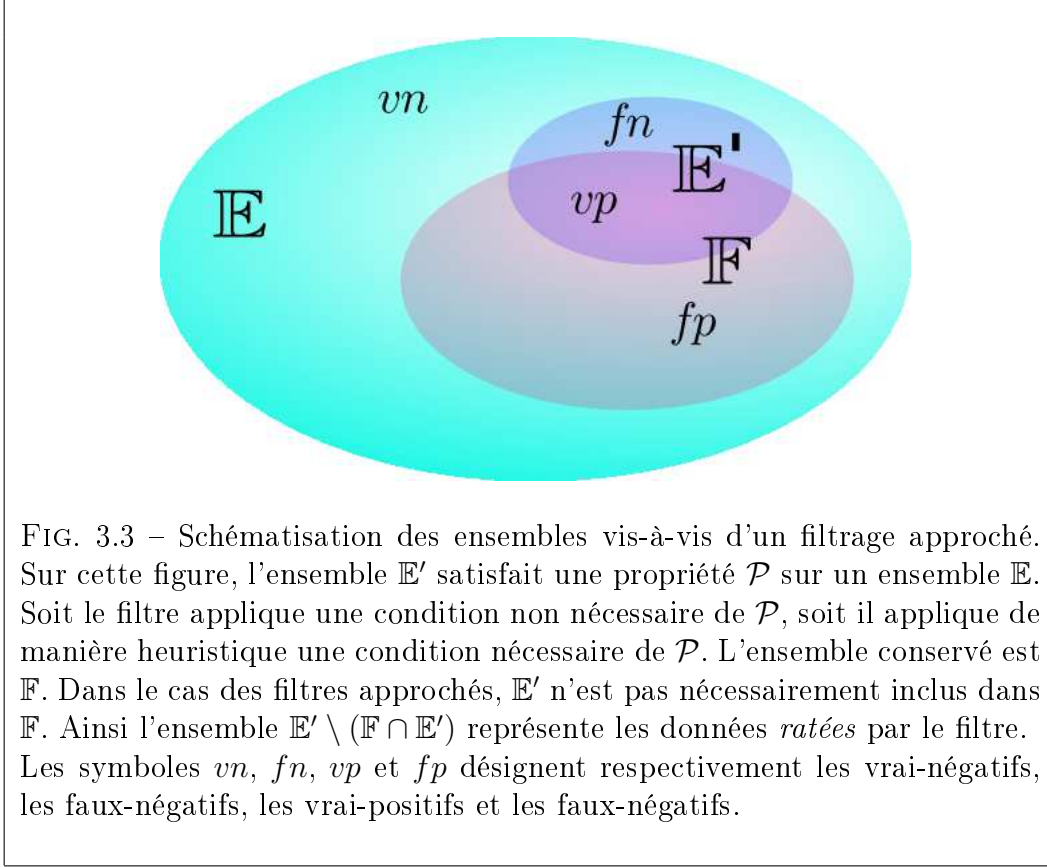 vn
fn
𝔼'
vp
𝔼
𝔽
fp
FIG. 3.3 – Schématisation des ensembles vis-à-vis d'un filtrage approché.
Sur cette figure, l'ensemble 𝔼′ satisfait une propriété 𝒫 sur un ensemble 𝔼.
Soit le filtre applique une condition non nécessaire de 𝒫, soit il applique de
manière heuristique une condition nécessaire de 𝒫. L'ensemble conservé est
𝔽. Dans le cas des filtres approchés, 𝔼′ n'est pas nécessairement inclus dans
𝔽. Ainsi l'ensemble 𝔼′ \ (𝔽 ∩ 𝔼′) représente les données ratées par le filtre.
Les symboles vn, fn, vp et fp désignent respectivement les vrai-négatifs,
les faux-négatifs, les vrai-positifs et les faux-négatifs.